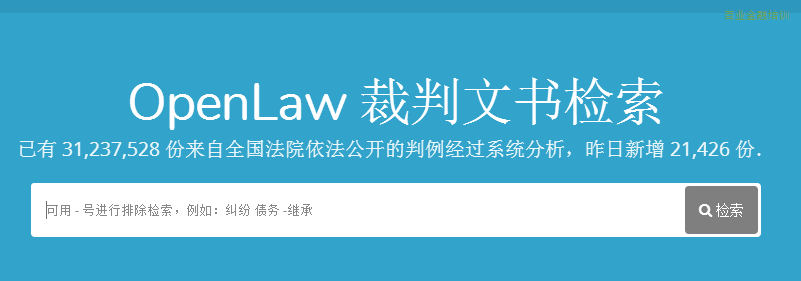 OpenLaw 裁判文书检索
已有 31,237,528 份来自全国法院依法公开的判例经过系统分析，昨日新增 21,426 份.
可用 - 号进行排除检索，例如：纠纷 债务 -继承
检索